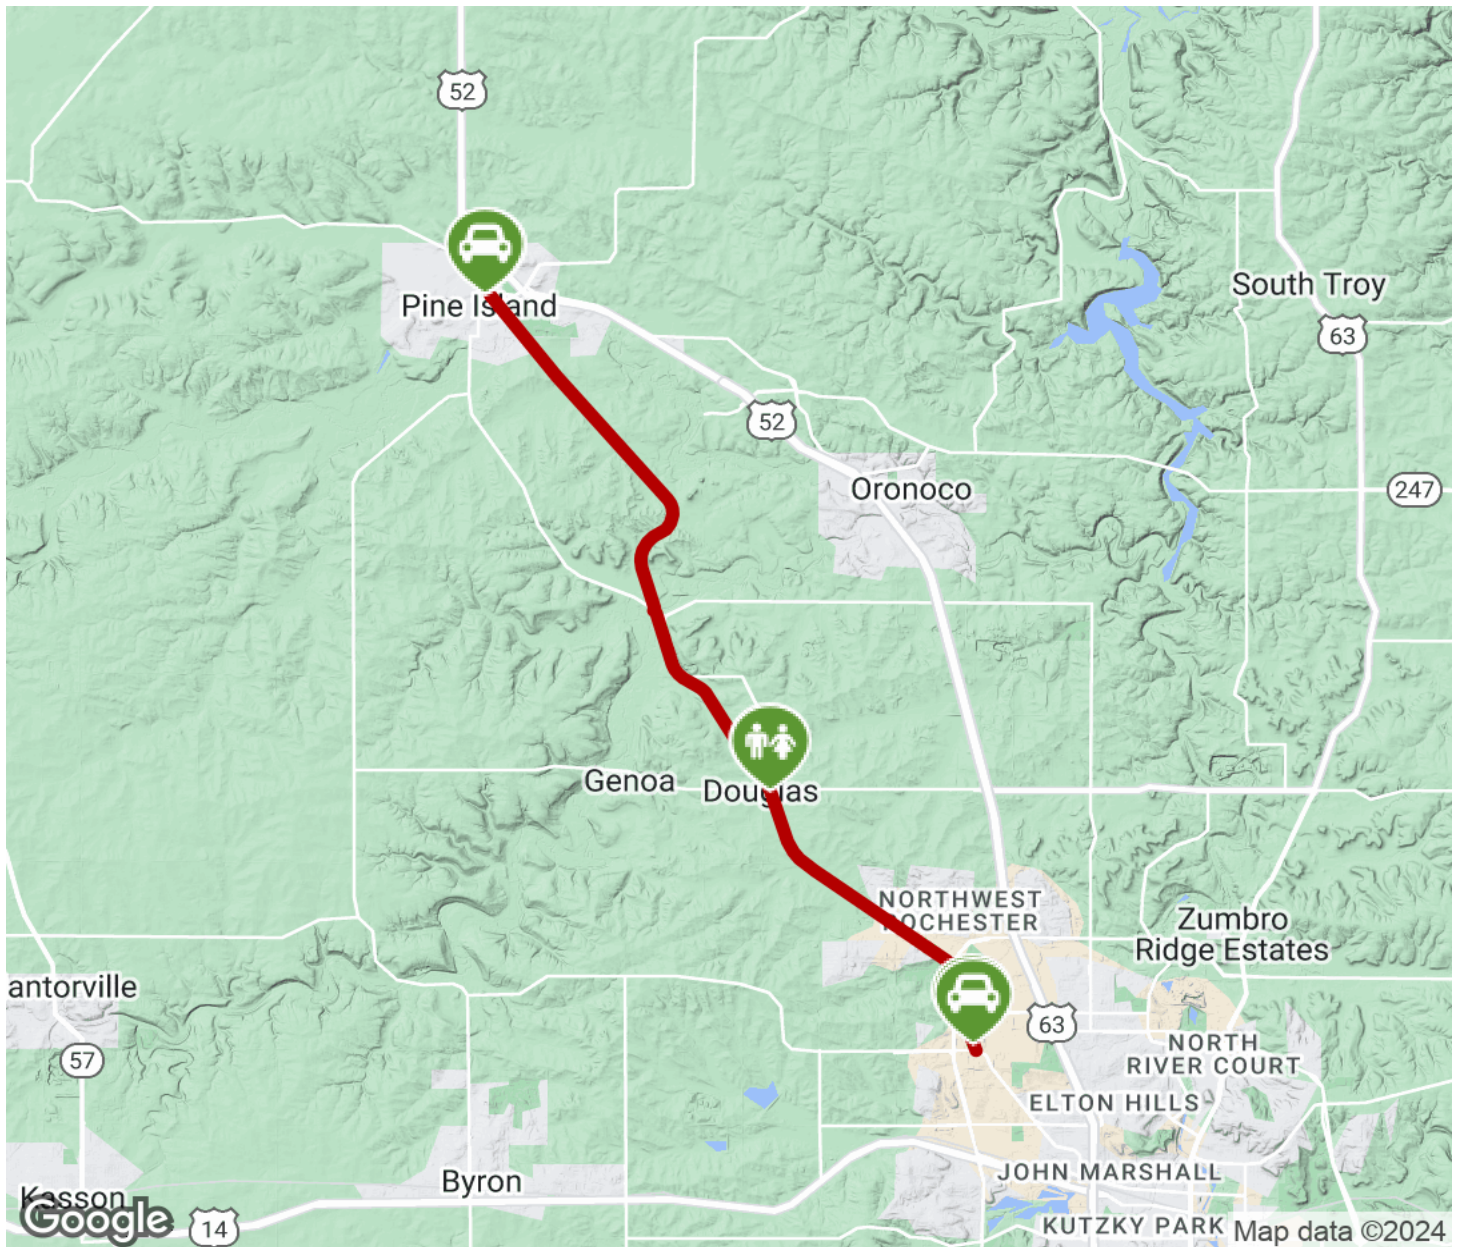 52
Pine Island
South Troy
63
52
Oronoco
247
Genoa
Douglas
NORTHWEST
ROCHESTER
Zumbro
Ridge Estates
antorville
63
57
NORTH
RIVER COURT
ELTON HILLS
JOHN MARSHALL
Byron
Kasson
Google
14
KUTZKY PARK
Map data ©2024